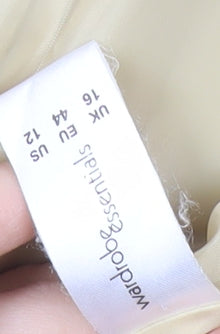 wardrobe
essentials
UK EU US
16 44 12